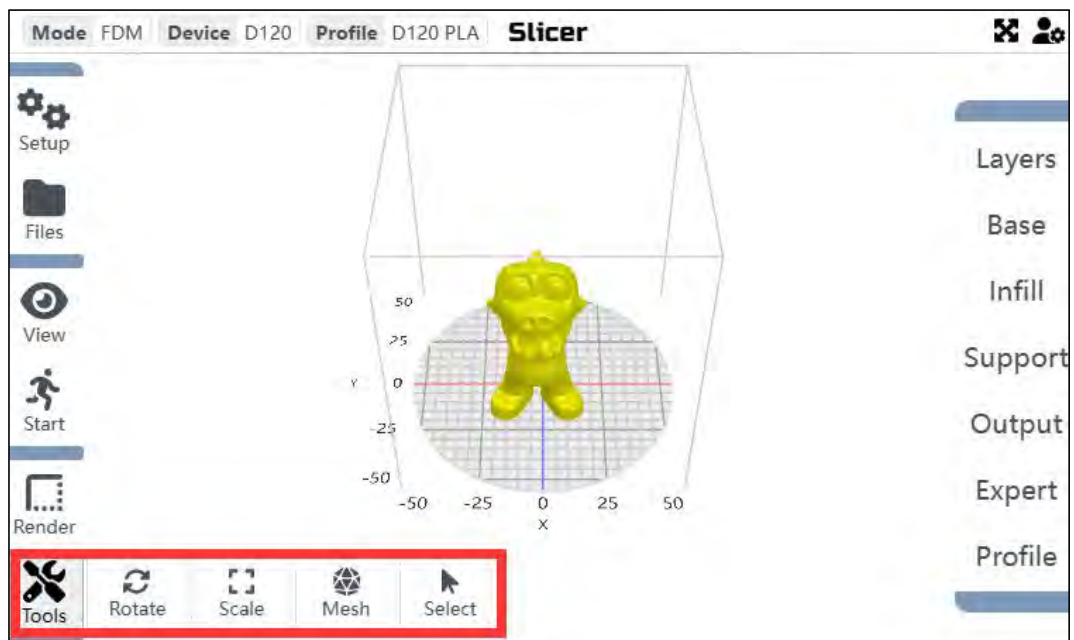 Mode FDM Device D120 Profile D120 PLA Slicer
Setup
Files
View
Start
Render
Tools Rotate Scale Mesh Select
50
25
Y 0
-25
-50
-50 -25 0 25 50
X
Layers
Base
Infill
Support
Output
Expert
Profile